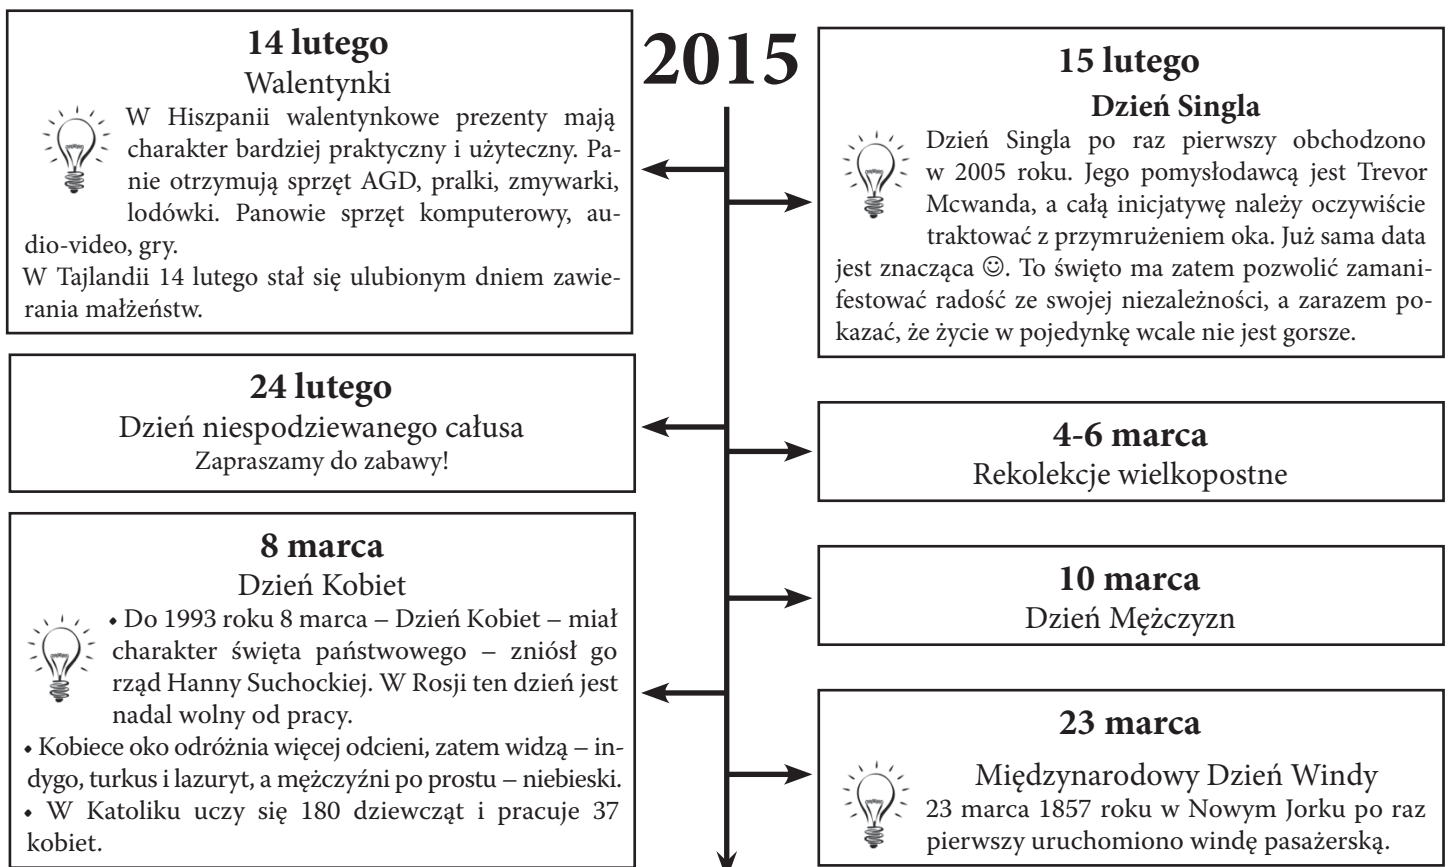 2015
14 lutego
Walentynki
W Hiszpanii walentynkowe prezenty mają
charakter bardziej praktyczny i użyteczny. Pa-
nie otrzymują sprzęt AGD, pralki, zmywarki,
lodówki. Panowie sprzęt komputerowy, au-
dio-video, gry.
W Tajlandii 14 lutego stał się ulubionym dniem zawie-
rania małżeństw.
15 lutego
Dzień Singla
Dzień Singla po raz pierwszy obchodzono
w 2005 roku. Jego pomysłodawcą jest Trevor
Mcwanda, a całą inicjatywę należy oczywiście
traktować z przymrużeniem oka. Już sama data
jest znacząca ☺. To święto ma zatem pozwolić zamani-
festować radość ze swojej niezależności, a zarazem po-
kazać, że życie w pojedynkę wcale nie jest gorsze.
24 lutego
Dzień niespodziewanego całusa
Zapraszamy do zabawy!
4-6 marca
Rekolekcje wielkopostne
8 marca
Dzień Kobiet
• Do 1993 roku 8 marca – Dzień Kobiet – miał
charakter święta państwowego – zniósł go
rząd Hanny Suchockiej. W Rosji ten dzień jest
nadal wolny od pracy.
• Kobiece oko odróżnia więcej odcieni, zatem widzą – in-
dygo, turkus i lazuryt, a mężczyźni po prostu – niebieski.
• W Katoliku uczy się 180 dziewcząt i pracuje 37
kobiet.
10 marca
Dzień Mężczyzn
23 marca
Międzynarodowy Dzień Windy
23 marca 1857 roku w Nowym Jorku po raz
pierwszy uruchomiono windę pasażerską.